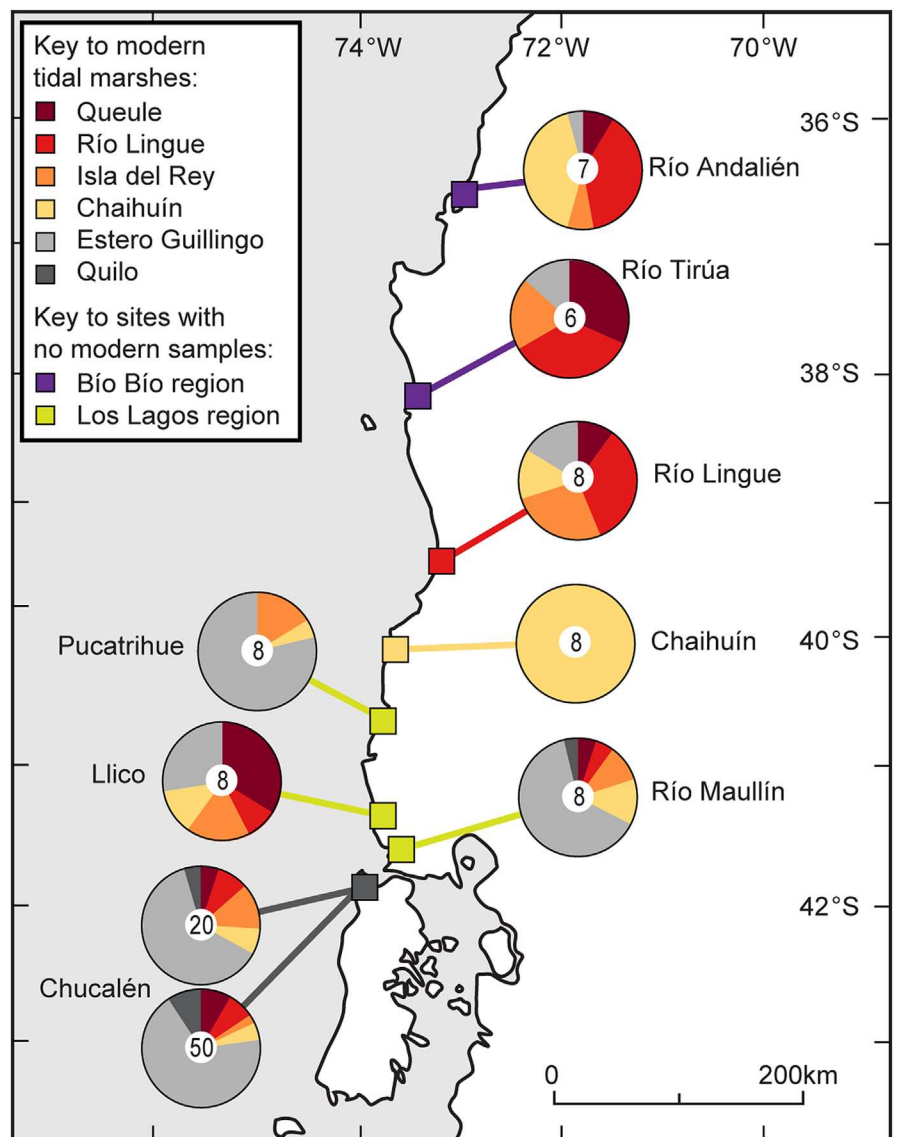 74°W
72°W
70°W
Key to modern
tidal marshes:
Queule
Río Lingue
Isla del Rey
Chaihuín
Estero Guillingo
Quilo
Key to sites with
no modern samples:
Bío Bío region
Los Lagos region
36°S
7
Río Andalién
Río Tirúa
6
38°S
8
Río Lingue
Pucatrihue
8
8
Chaihuín
40°S
Llico
8
8
Río Maullín
20
42°S
Chucalén
50
0
200km